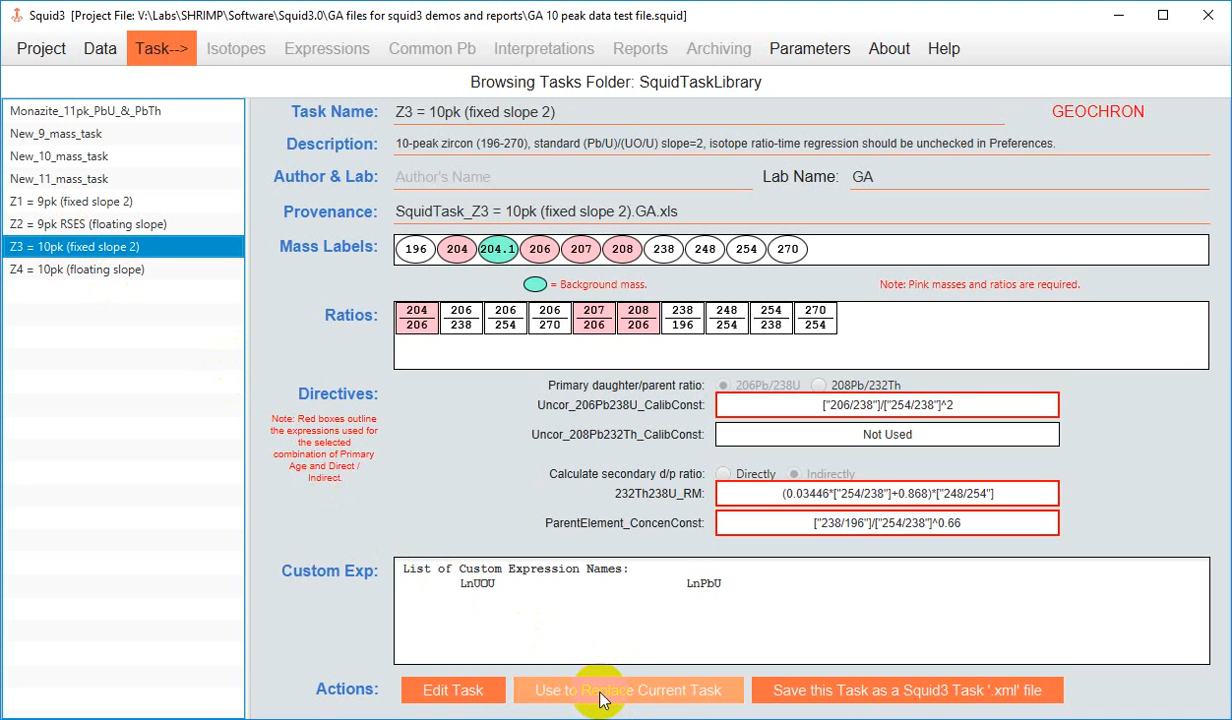 Squid3 [Project File: V:\Labs\SHRIMP\Software\Squid3.0\GA files for squid3 demos and reports\GA 10 peak data test file.squid]
Project Data Task--> Isotopes Expressions Common Pb Interpretations Reports Archiving Parameters About Help
Browsing Tasks Folder: SquidTaskLibrary
Monazite_11pk_PbU_&_PbTh
New_9_mass_task
New_10_mass_task
New_11_mass_task
Z1 = 9pk (fixed slope 2)
Z2 = 9pk RSES (floating slope)
Z3 = 10pk (fixed slope 2)
Z4 = 10pk (floating slope)
Task Name: Z3 = 10pk (fixed slope 2) GEOCHRON
Description: 10-peak zircon (196-270), standard (Pb/U)/(UO/U) slope=2, isotope ratio-time regression should be unchecked in Preferences.
Author & Lab: Author's Name Lab Name: GA
Provenance: SquidTask_Z3 = 10pk (fixed slope 2).GA.xls
Mass Labels: 196 204 204.1 206 207 208 238 248 254 270
= Background mass. Note: Pink masses and ratios are required.
Ratios: 204 206 206 206 207 208 238 248 254 270
206 238 254 270 206 206 196 254 238 254
Directives: Primary daughter/parent ratio: 206Pb/238U 208Pb/232Th
Uncor_206Pb238U_CalibConst: ["206/238"]/["254/238"]^2
Note: Red boxes outline
the expressions used for
the selected
combination of Primary
Age and Direct /
Indirect.
Uncor_208Pb232Th_CalibConst: Not Used
Calculate secondary d/p ratio: Directly Indirectly
232Th238U_RM: (0.03446*["254/238"]+0.868)*["248/254"]
ParentElement_ConcenConst: ["238/196"]/["254/238"]^0.66
Custom Exp: List of Custom Expression Names:
LnUOU LnPbU
Actions: Edit Task Use to Replace Current Task Save this Task as a Squid3 Task '.xml' file